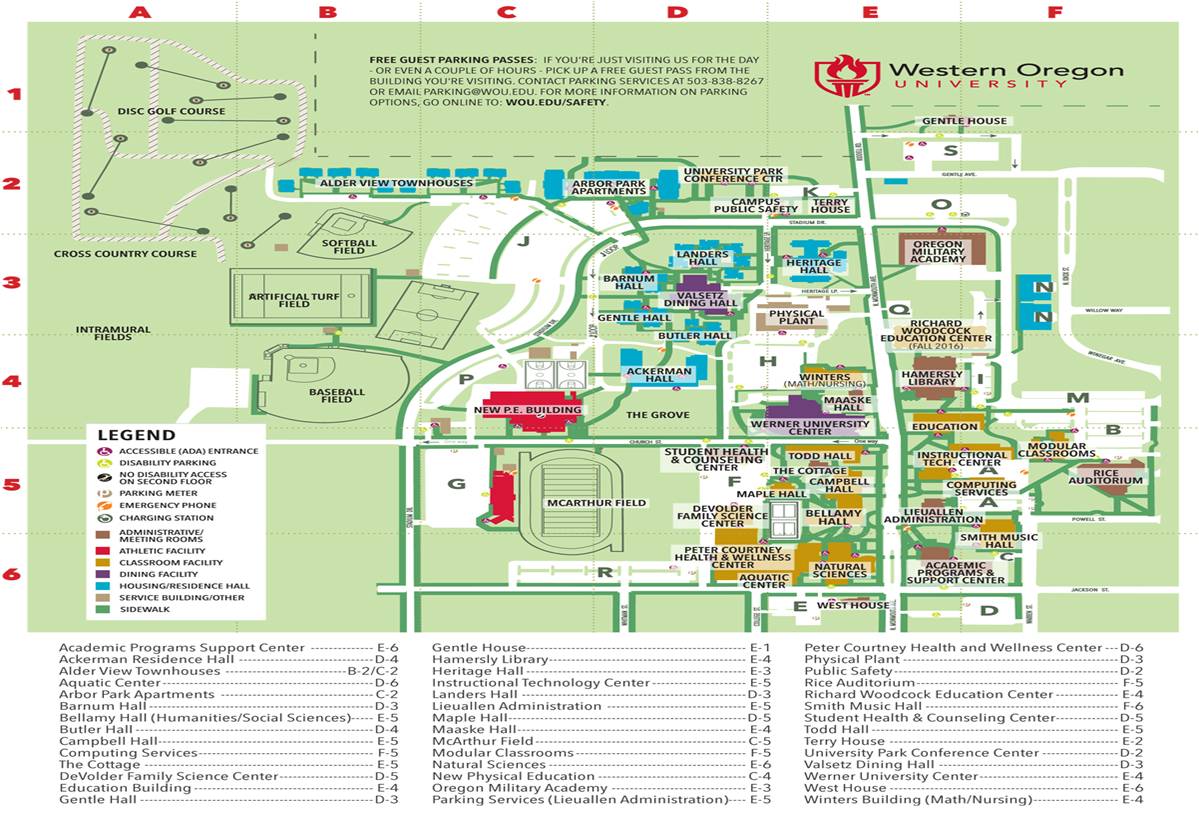 A B C D E F
1
2
3
4
5
6
FREE GUEST PARKING PASSES: IF YOU'RE JUST VISITING US FOR THE DAY
- OR EVEN A COUPLE OF HOURS - PICK UP A FREE GUEST PASS FROM THE
BUILDING YOU'RE VISITING. CONTACT PARKING SERVICES AT 503-838-8267
OR EMAIL PARKING@WOU.EDU. FOR MORE INFORMATION ON PARKING
OPTIONS, GO ONLINE TO: WOU.EDU/SAFETY.
Western Oregon
UNIVERSITY
DISC GOLF COURSE
GENTLE HOUSE
S
GENTLE AVE.
ALDER VIEW TOWNHOUSES
ARBOR PARK
APARTMENTS
UNIVERSITY PARK
CONFERENCE CTR
K
CAMPUS
PUBLIC SAFETY
TERRY
HOUSE
O
STADIUM DR.
CROSS COUNTRY COURSE
SOFTBALL
FIELD
J
LANDERS
HALL
HERITAGE
HALL
OREGON
MILITARY
ACADEMY
BARNUM
HALL
VALSETZ
DINING HALL
HERITAGE LP.
N. MONMOUTH AVE.
N
N
ARTIFICIAL TURF
FIELD
INTRAMURAL
FIELDS
GENTLE HALL
PHYSICAL
PLANT
Q
WILLOW WAY
STADIUM DR.
J LOOP
J LOOP
BUTLER HALL
RICHARD
WOODCOCK
EDUCATION CENTER
(FALL 2016)
WINEGAR AVE.
H
P
ACKERMAN
HALL
WINTERS
(MATH/NURSING)
HAMERSLY
LIBRARY
I
BASEBALL
FIELD
NEW P.E. BUILDING
THE GROVE
MAASKE
HALL
WERNER UNIVERSITY
CENTER
M
B
EDUCATION
CHURCH ST.
One way
MODULAR
CLASSROOMS
STUDENT HEALTH
& COUNSELING
CENTER
TODD HALL
INSTRUCTIONAL
TECH. CENTER
A
THE COTTAGE
RICE
AUDITORIUM
G
F
CAMPBELL
HALL
COMPUTING
SERVICES
MAPLE HALL
A
MCARTHUR FIELD
DEVOLDER
FAMILY SCIENCE
CENTER
BELLAMY
HALL
LIEUALLEN
ADMINISTRATION
POWELL ST.
STADIUM DR.
SMITH MUSIC
HALL
PETER COURTNEY
HEALTH & WELLNESS
CENTER
C
R
NATURAL
SCIENCES
ACADEMIC
PROGRAMS &
SUPPORT CENTER
AQUATIC
CENTER
JACKSON ST.
E
WEST HOUSE
D
LEGEND
ACCESSIBLE (ADA) ENTRANCE
DISABILITY PARKING
NO DISABILITY ACCESS
ON SECOND FLOOR
PARKING METER
EMERGENCY PHONE
CHARGING STATION
ADMINISTRATIVE/
MEETING ROOMS
ATHLETIC FACILITY
CLASSROOM FACILITY
DINING FACILITY
HOUSING/RESIDENCE HALL
SERVICE BUILDING/OTHER
SIDEWALK
Academic Programs Support Center ---- E-6
Ackerman Residence Hall ---- D-4
Alder View Townhouses ---- B-2/C-2
Aquatic Center ---- D-6
Arbor Park Apartments ---- C-2
Barnum Hall ---- D-3
Bellamy Hall (Humanities/Social Sciences) ---- E-5
Butler Hall ---- D-4
Campbell Hall ---- E-5
Computing Services ---- F-5
The Cottage ---- E-5
DeVolder Family Science Center ---- D-5
Education Building ---- E-4
Gentle Hall ---- D-3
Gentle House ---- E-1
Hamersly Library ---- E-4
Heritage Hall ---- E-3
Instructional Technology Center ---- E-5
Landers Hall ---- D-3
Lieuallen Administration ---- E-5
Maple Hall ---- D-5
Maaske Hall ---- E-4
McArthur Field ---- C-5
Modular Classrooms ---- F-5
Natural Sciences ---- E-6
New Physical Education ---- C-4
Oregon Military Academy ---- E-3
Parking Services (Lieuallen Administration) ---- E-5
Peter Courtney Health and Wellness Center ---- D-6
Physical Plant ---- D-3
Public Safety ---- D-2
Rice Auditorium ---- F-5
Richard Woodcock Education Center ---- E-4
Smith Music Hall ---- F-6
Student Health & Counseling Center ---- D-5
Todd Hall ---- E-5
Terry House ---- E-2
University Park Conference Center ---- D-2
Valsetz Dining Hall ---- D-3
Werner University Center ---- E-4
West House ---- E-6
Winters Building (Math/Nursing) ---- E-4